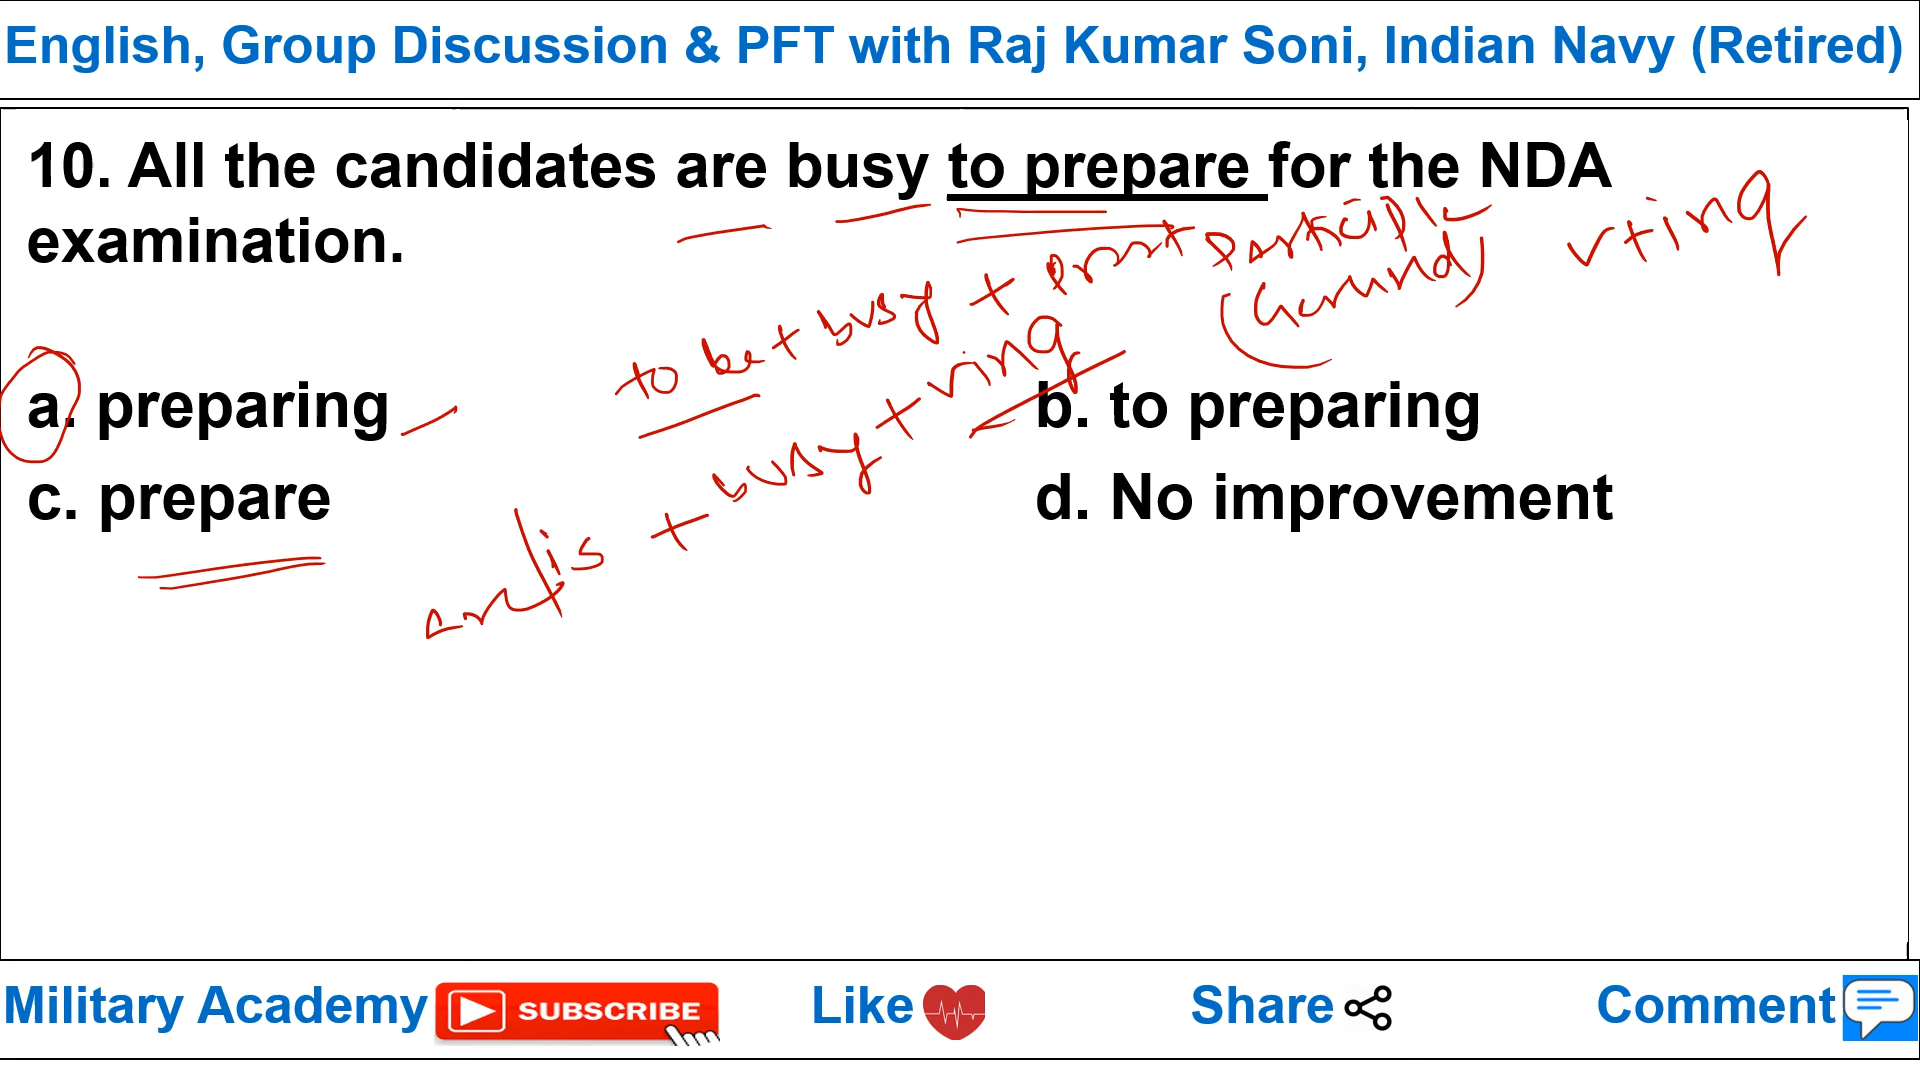 English, Group Discussion & PFT with Raj Kumar Soni, Indian Navy (Retired)
10. All the candidates are busy to prepare for the NDA
examination.
to be + busy + Participle v+ing
(Gerund)
a. preparing
b. to preparing
are/is + busy + ving
c. prepare
d. No improvement
Military Academy SUBSCRIBE Like Share Comment